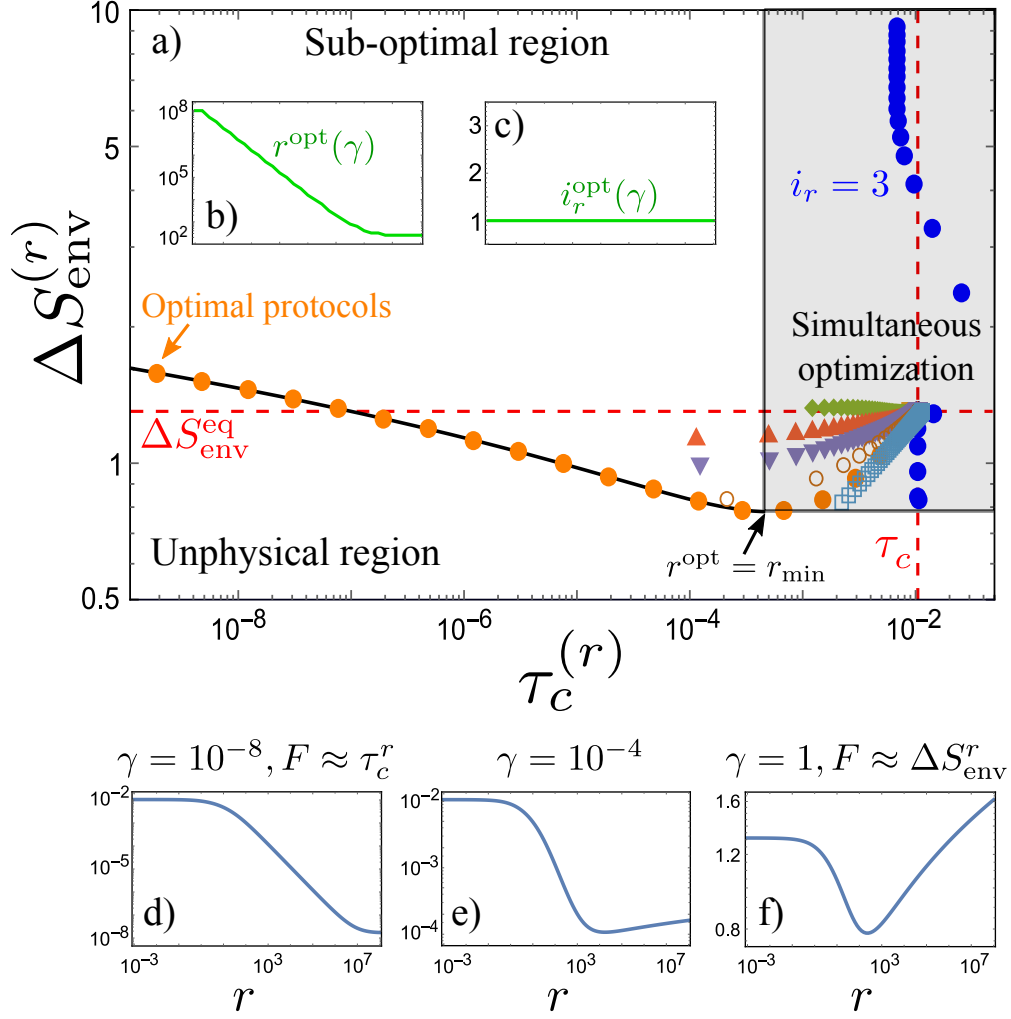 a)
Sub-optimal region
10
5
1
0.5
ΔS_env^(r)
b)
r^opt(γ)
10^8
10^5
10^2
c)
i_r^opt(γ)
3
2
1
i_r = 3
Optimal protocols
Simultaneous
optimization
ΔS_env^eq
Unphysical region
r^opt = r_min
τ_c
10^-8
10^-6
10^-4
10^-2
τ_c^(r)
γ = 10^-8, F ≈ τ_c^r
10^-2
10^-5
10^-8
d)
10^-3
10^3
10^7
r
γ = 10^-4
10^-2
10^-3
10^-4
e)
10^-3
10^3
10^7
r
γ = 1, F ≈ ΔS_env^r
1.6
1.2
0.8
f)
10^-3
10^3
10^7
r